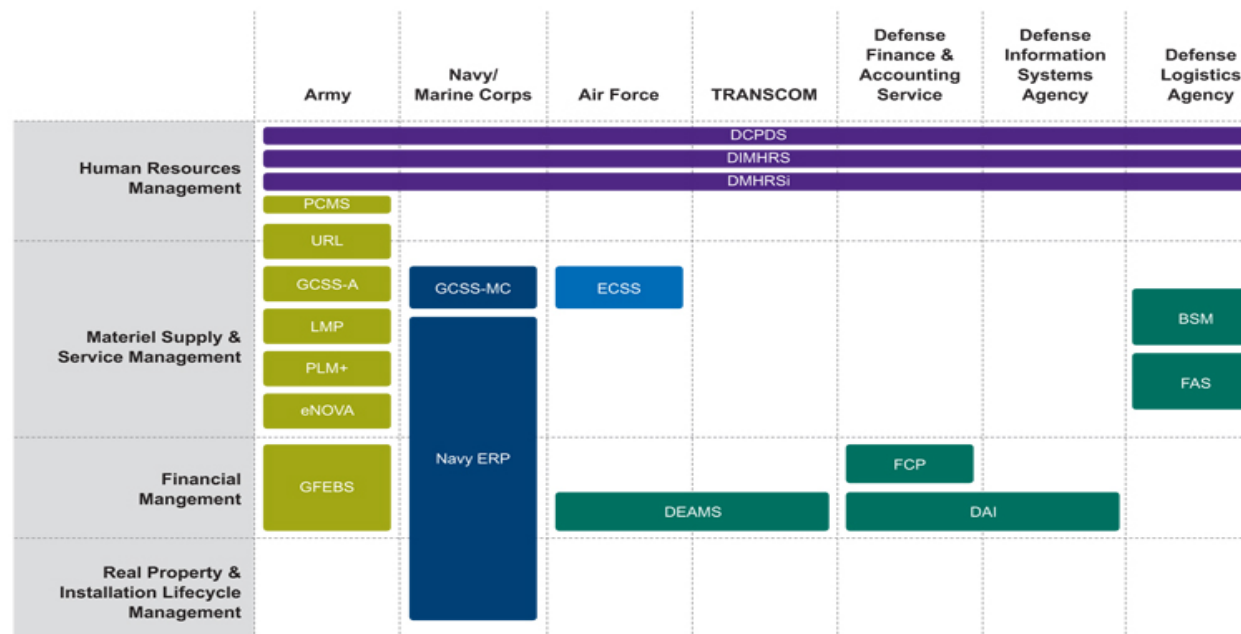 Defense
Finance &
Accounting
Service
Defense
Information
Systems
Agency
Defense
Logistics
Agency
Navy/
Marine Corps
Army
Air Force
TRANSCOM
Human Resources
Management
DCPDS
DIMHRS
DMHRSi
PCMS
URL
Materiel Supply &
Service Management
GCSS-A
GCSS-MC
ECSS
LMP
BSM
PLM+
FAS
eNOVA
Financial
Mangement
GFEBS
Navy ERP
FCP
DEAMS
DAI
Real Property &
Installation Lifecycle
Management